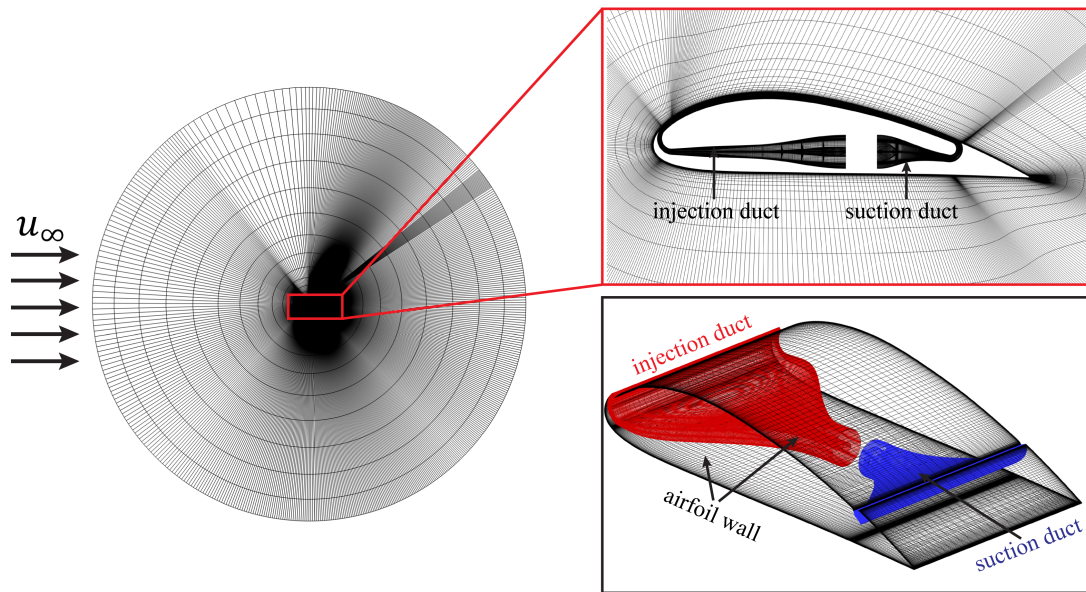 u∞
injection duct
suction duct
injection duct
airfoil wall
suction duct